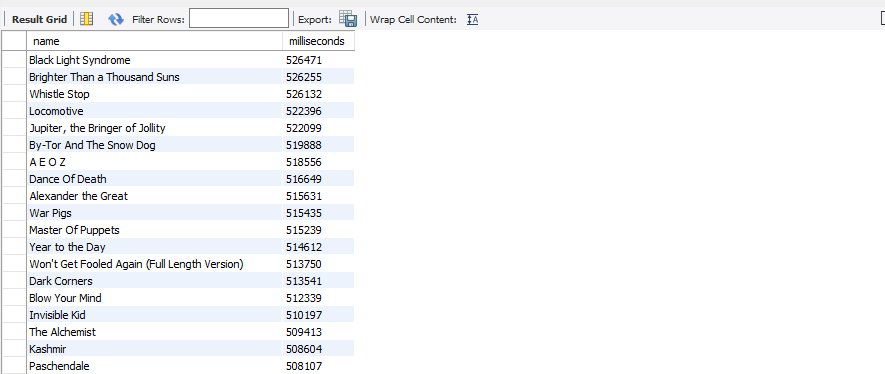 Result Grid Filter Rows: Export: Wrap Cell Content:
name milliseconds
Black Light Syndrome 526471
Brighter Than a Thousand Suns 526255
Whistle Stop 526132
Locomotive 522396
Jupiter, the Bringer of Jollity 522099
By-Tor And The Snow Dog 519888
A E O Z 518556
Dance Of Death 516649
Alexander the Great 515631
War Pigs 515435
Master Of Puppets 515239
Year to the Day 514612
Won't Get Fooled Again (Full Length Version) 513750
Dark Corners 513541
Blow Your Mind 512339
Invisible Kid 510197
The Alchemist 509413
Kashmir 508604
Paschendale 508107